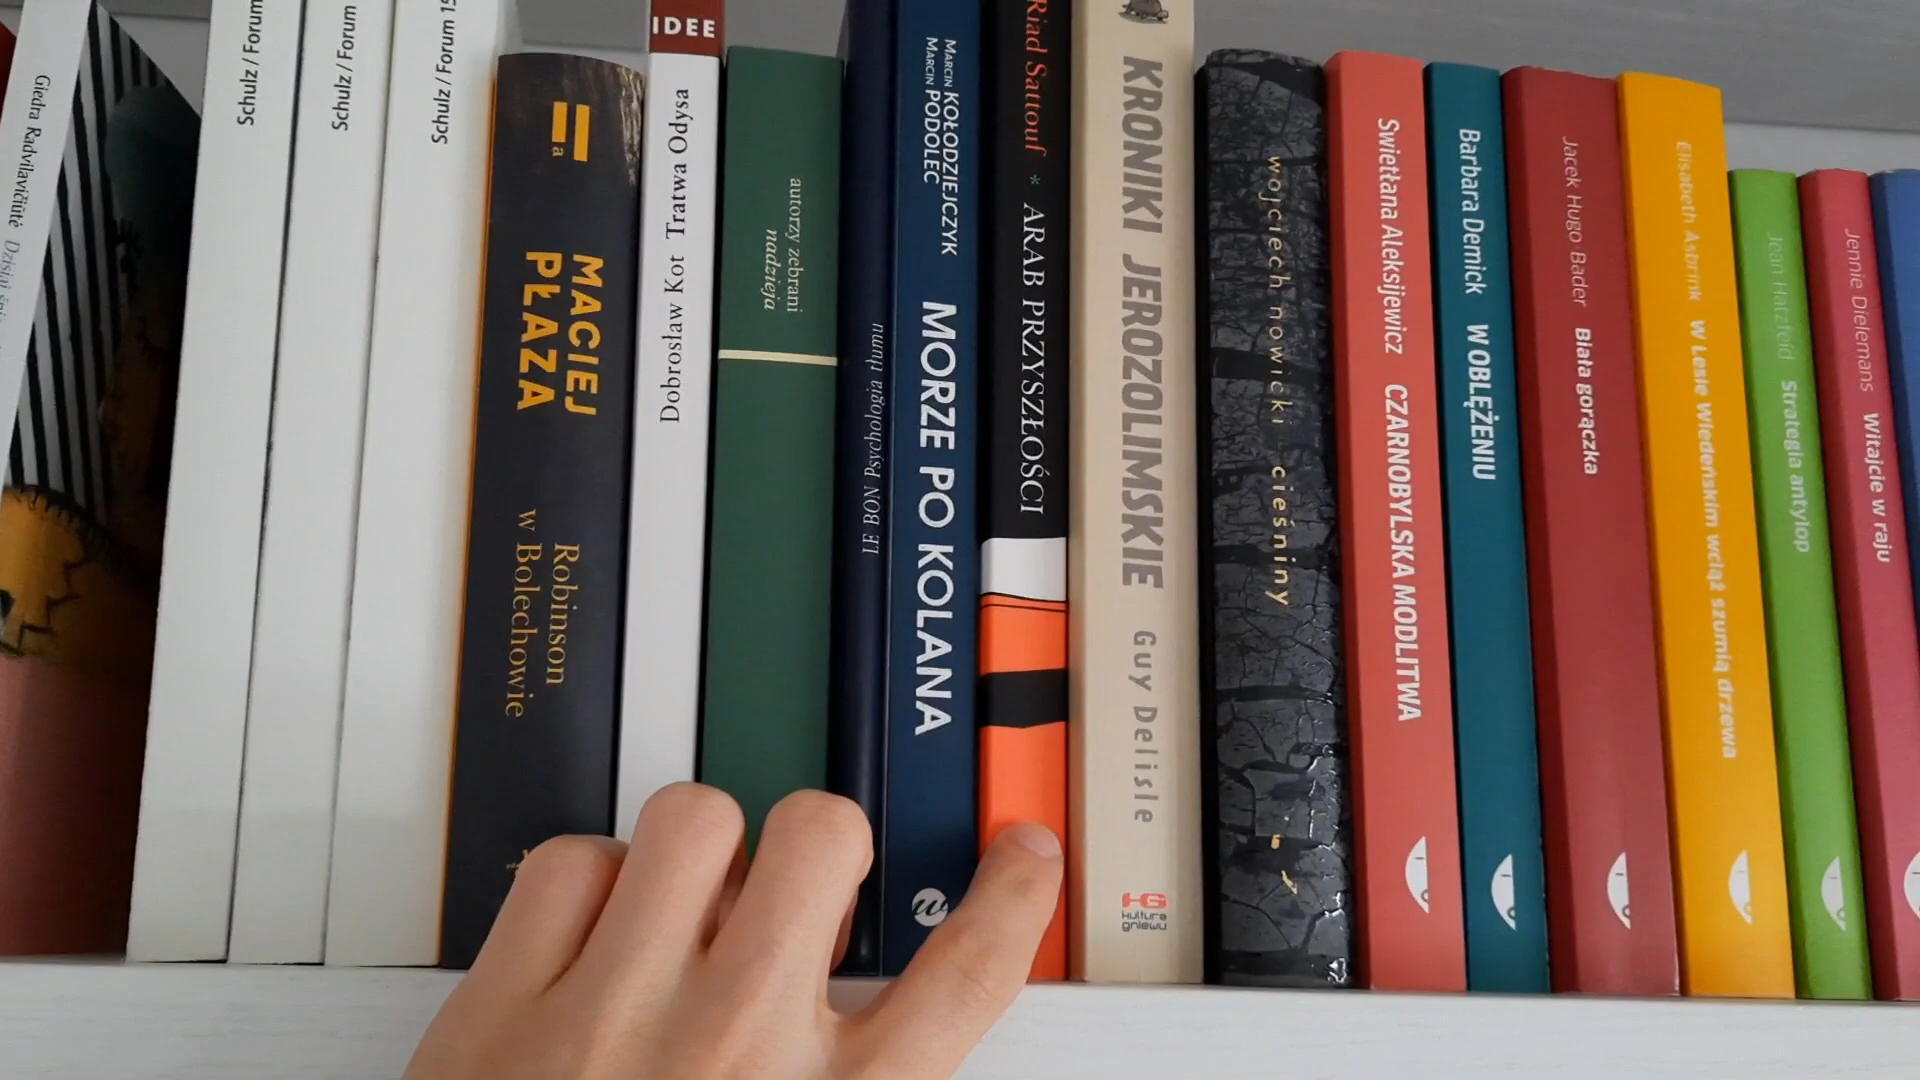 Giedra Radvilavičiūtė Dzisiaj
Schulz / Forum
Schulz / Forum
Schulz / Forum
a
MACIEJ
PŁAZA
Robinson
w Bolechowie
IDEE
Dobrosław Kot Tratwa Odysa
autorzy zebrani
nadzieja
LE BON Psychologia tłumu
MARCIN KOŁODZIEJCZYK
MARCIN PODOLEC
MORZE PO KOLANA
w
Riad Sattouf * ARAB PRZYSZŁOŚCI
KRONIKI JEROZOLIMSKIE Guy Delisle
kultura
gniewu
wojciech nowicki cieśniny
Swietłana Aleksijewicz CZARNOBYLSKA MODLITWA
Barbara Demick W OBLĘŻENIU
Jacek Hugo Bader Biała gorączka
Elisabeth Åsbrink W Lesie Wiedeńskim wciąż szumią drzewa
Jean Hatzfeld Strategia antylop
Jennie Dielemans Witajcie w raju